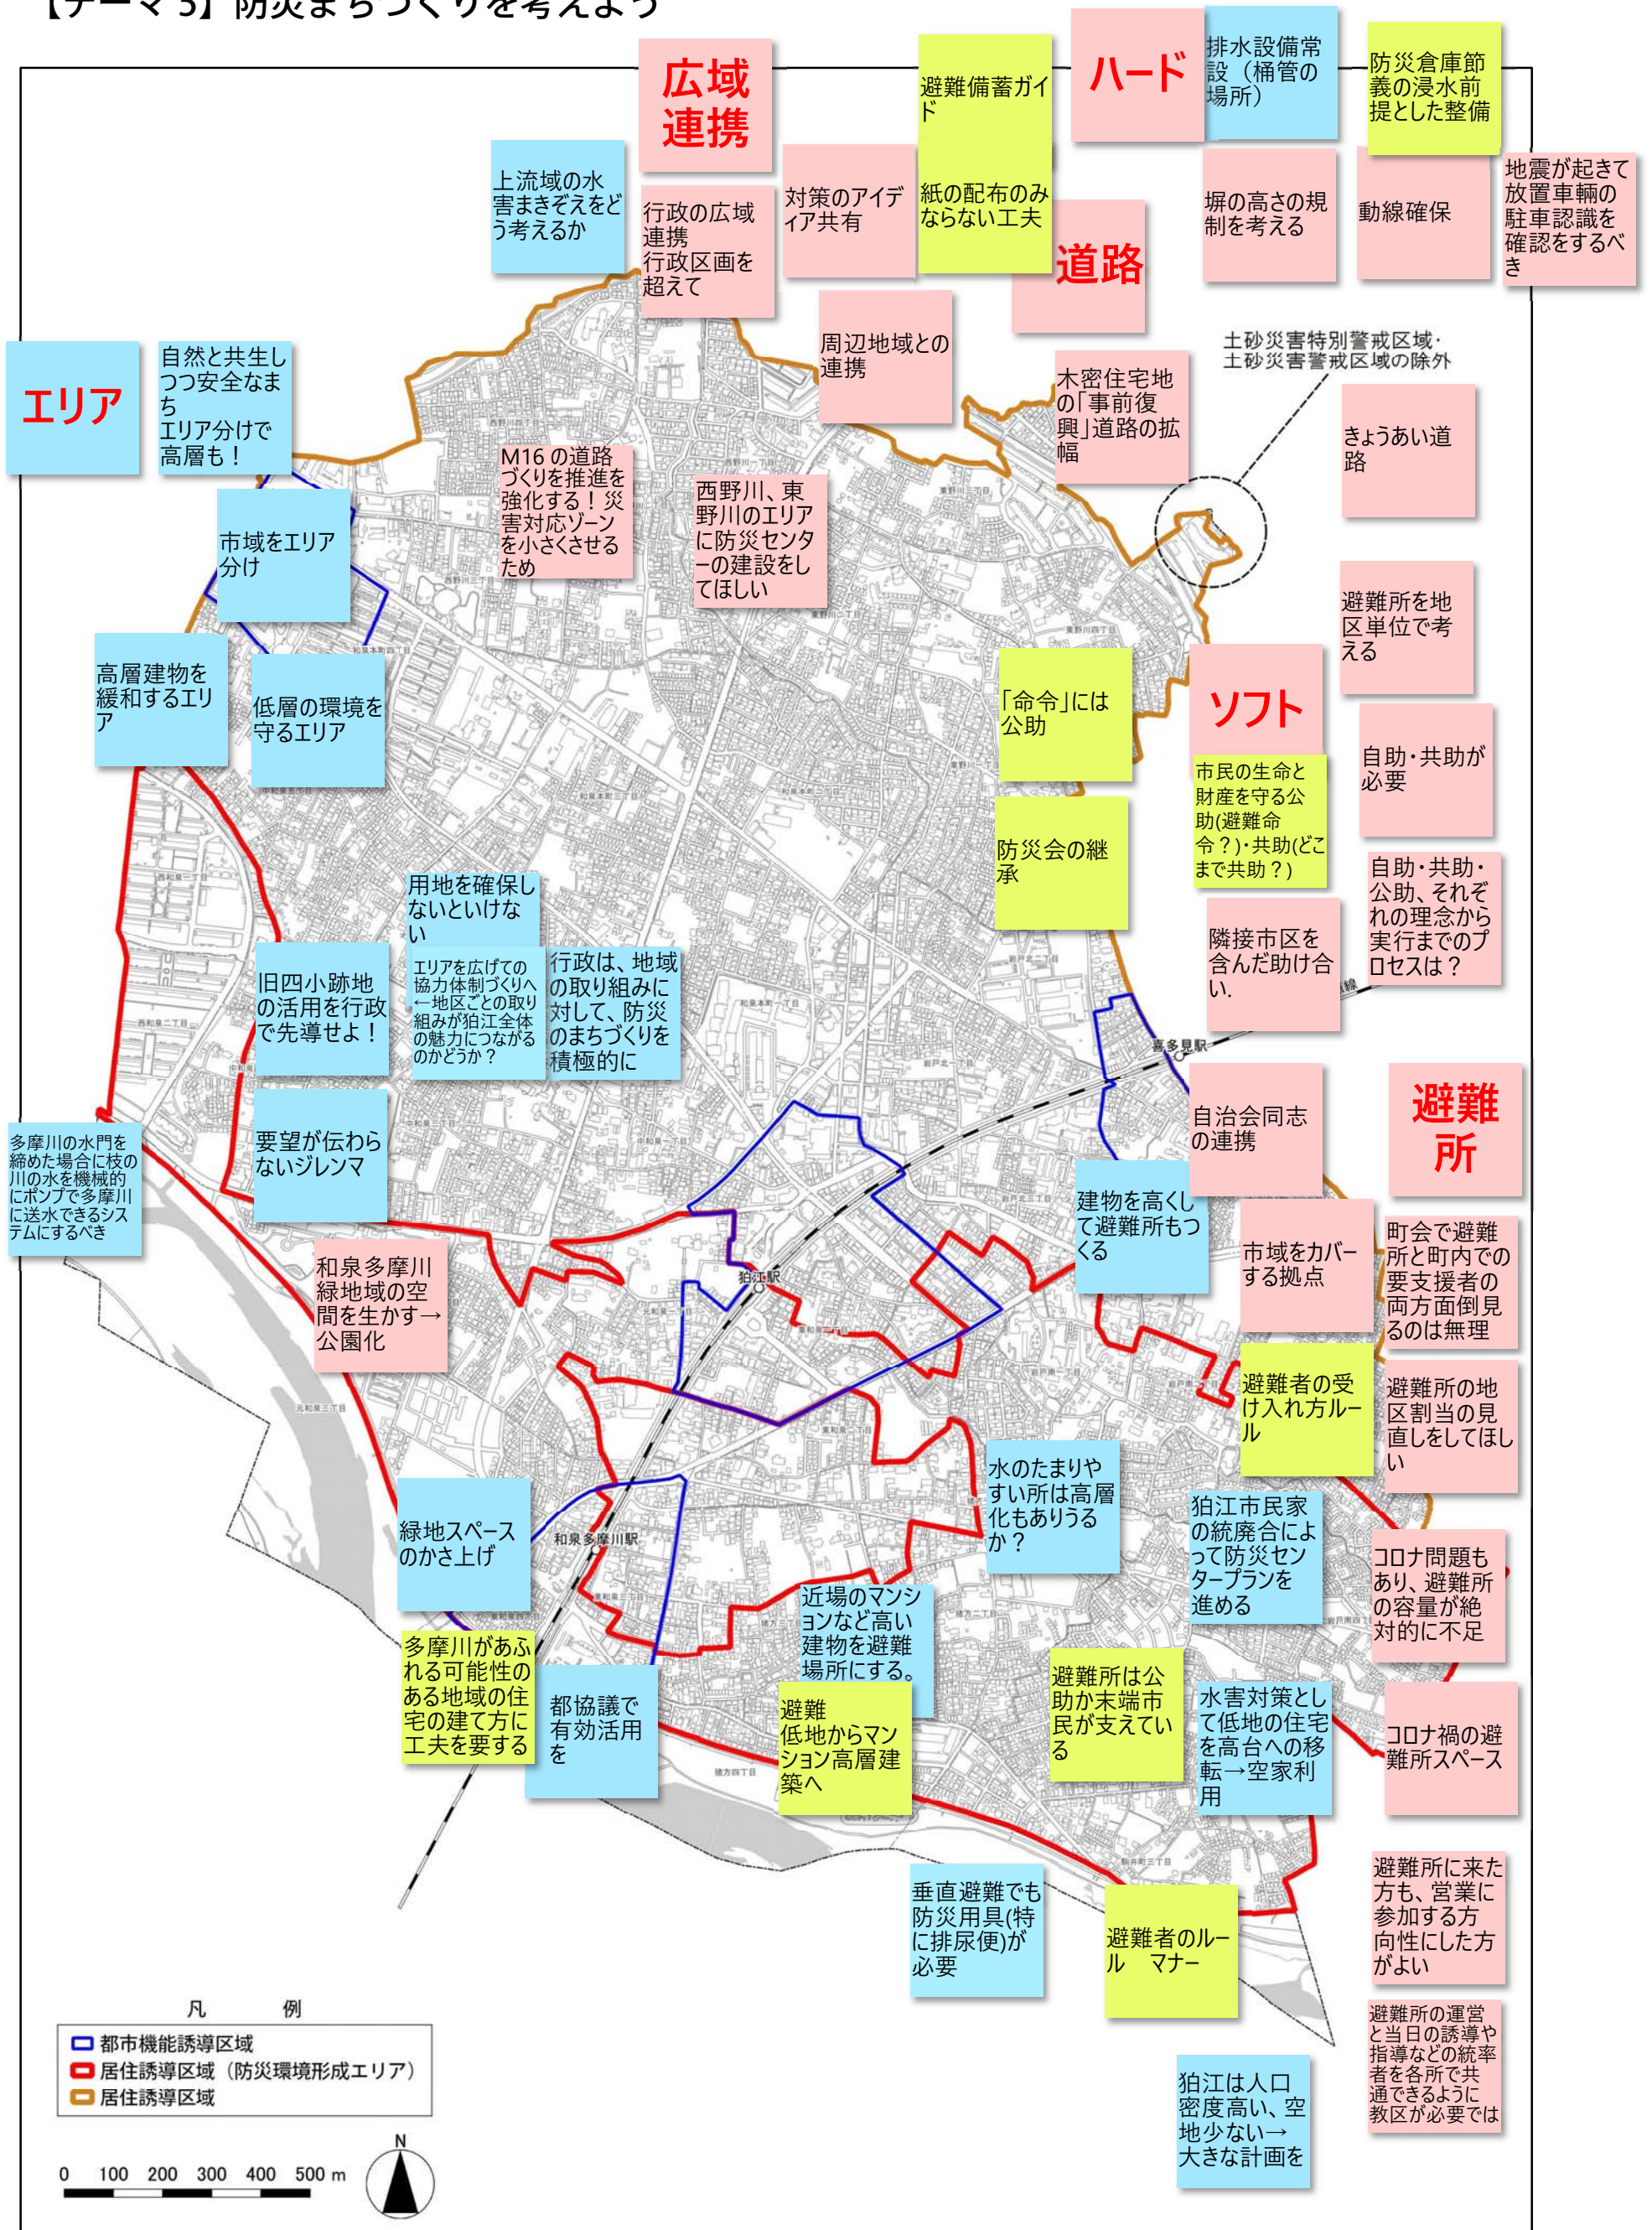 【テーマ3】防災まちづくりを考えよう
広域
連携
避難備蓄ガイ
ド
ハード
排水設備常
設（桶管の
場所）
防災倉庫節
義の浸水前
提とした整備
上流域の水
害まきぞえをど
う考えるか
行政の広域
連携
行政区画を
超えて
対策のアイデ
ィア共有
紙の配布のみ
ならない工夫
道路
塀の高さの規
制を考える
動線確保
地震が起きて
放置車輛の
駐車認識を
確認をするべ
き
周辺地域との
連携
土砂災害特別警戒区域・
土砂災害警戒区域の除外
エリア
自然と共生し
つつ安全なま
ち
エリア分けで
高層も！
木密住宅地
の「事前復
興」道路の拡
幅
きょうあい道
路
M16 の道路
づくりを推進を
強化する！災
害対応ゾーン
を小さくさせる
ため
西野川、東
野川のエリア
に防災センタ
ーの建設をし
てほしい
市域をエリア
分け
避難所を地
区単位で考
える
高層建物を
緩和するエリ
ア
低層の環境を
守るエリア
「命令」には
公助
ソフト
自助・共助が
必要
市民の生命と
財産を守る公
助(避難命
令？)・共助(どこ
まで共助？)
防災会の継
承
自助・共助・
公助、それぞ
れの理念から
実行までのプ
ロセスは？
用地を確保し
ないといけな
い
隣接市区を
含んだ助け合
い.
旧四小跡地
の活用を行政
で先導せよ！
エリアを広げての
協力体制づくりへ
←地区ごとの取り
組みが狛江全体
の魅力につながる
のかどうか？
行政は、地域
の取り組みに
対して、防災
のまちづくりを
積極的に
喜多見駅
要望が伝わら
ないジレンマ
自治会同志
の連携
避難
所
多摩川の水門を
締めた場合に枝の
川の水を機械的
にポンプで多摩川
に送水できるシス
テムにするべき
建物を高くし
て避難所もつ
くる
市域をカバー
する拠点
町会で避難
所と町内での
要支援者の
両方面倒見
るのは無理
和泉多摩川
緑地域の空
間を生かす→
公園化
狛江駅
避難者の受
け入れ方ルー
ル
避難所の地
区割当の見
直しをしてほし
い
緑地スペース
のかさ上げ
和泉多摩川駅
水のたまりや
すい所は高層
化もありうる
か？
狛江市民家
の統廃合によ
って防災セン
タープランを
進める
コロナ問題も
あり、避難所
の容量が絶
対的に不足
近場のマンシ
ョンなど高い
建物を避難
場所にする。
多摩川があふ
れる可能性の
ある地域の住
宅の建て方に
工夫を要する
都協議で
有効活用
を
避難
低地からマン
ション高層建
築へ
避難所は公
助か末端市
民が支えてい
る
水害対策とし
て低地の住宅
を高台への移
転→空家利
用
コロナ禍の避
難所スペース
垂直避難でも
防災用具(特
に排尿便)が
必要
避難者のルー
ル　マナー
避難所に来た
方も、営業に
参加する方
向性にした方
がよい
避難所の運営
と当日の誘導や
指導などの統率
者を各所で共
通できるように
教区が必要では
狛江は人口
密度高い、空
地少ない→
大きな計画を
凡　例
都市機能誘導区域
居住誘導区域（防災環境形成エリア）
居住誘導区域
N
0 100 200 300 400 500 m